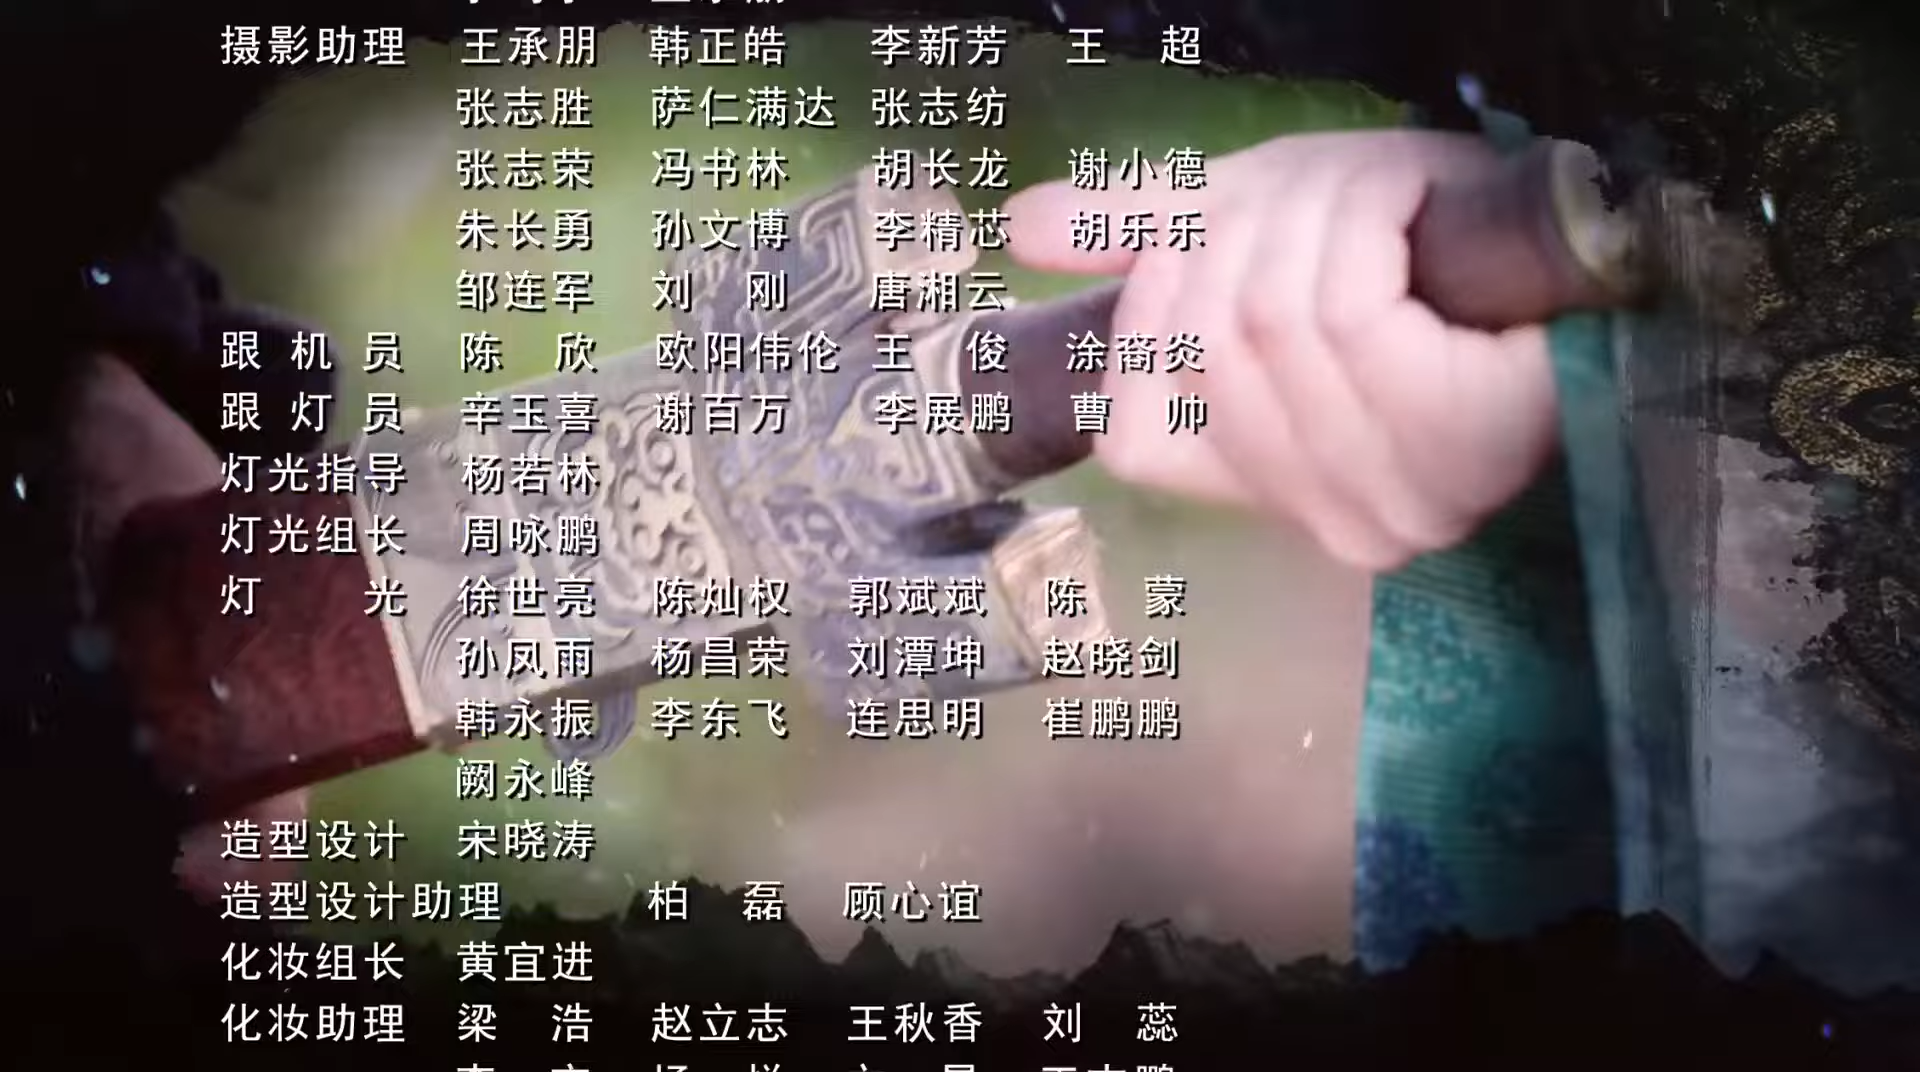 摄影助理 王承朋 韩正皓 李新芳 王 超
张志胜 萨仁满达 张志纺
张志荣 冯书林 胡长龙 谢小德
朱长勇 孙文博 李精芯 胡乐乐
邹连军 刘 刚 唐湘云
跟 机 员 陈 欣 欧阳伟伦 王 俊 涂裔炎
跟 灯 员 辛玉喜 谢百万 李展鹏 曹 帅
灯光指导 杨若林
灯光组长 周咏鹏
灯 光 徐世亮 陈灿权 郭斌斌 陈 蒙
孙凤雨 杨昌荣 刘潭坤 赵晓剑
韩永振 李东飞 连思明 崔鹏鹏
阙永峰
造型设计 宋晓涛
造型设计助理 柏 磊 顾心谊
化妆组长 黄宜进
化妆助理 梁 浩 赵立志 王秋香 刘 蕊